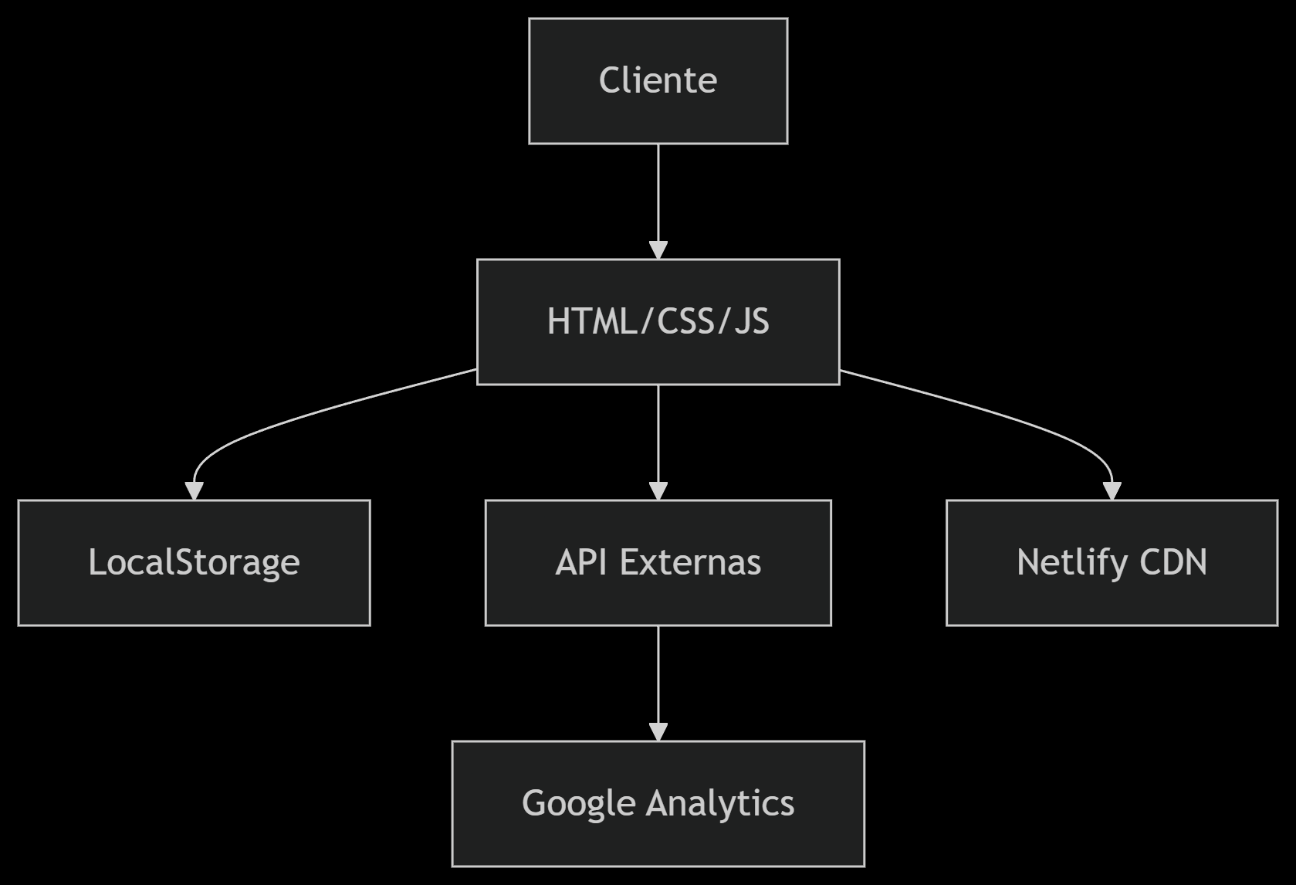 Cliente
HTML/CSS/JS
LocalStorage
API Externas
Netlify CDN
Google Analytics